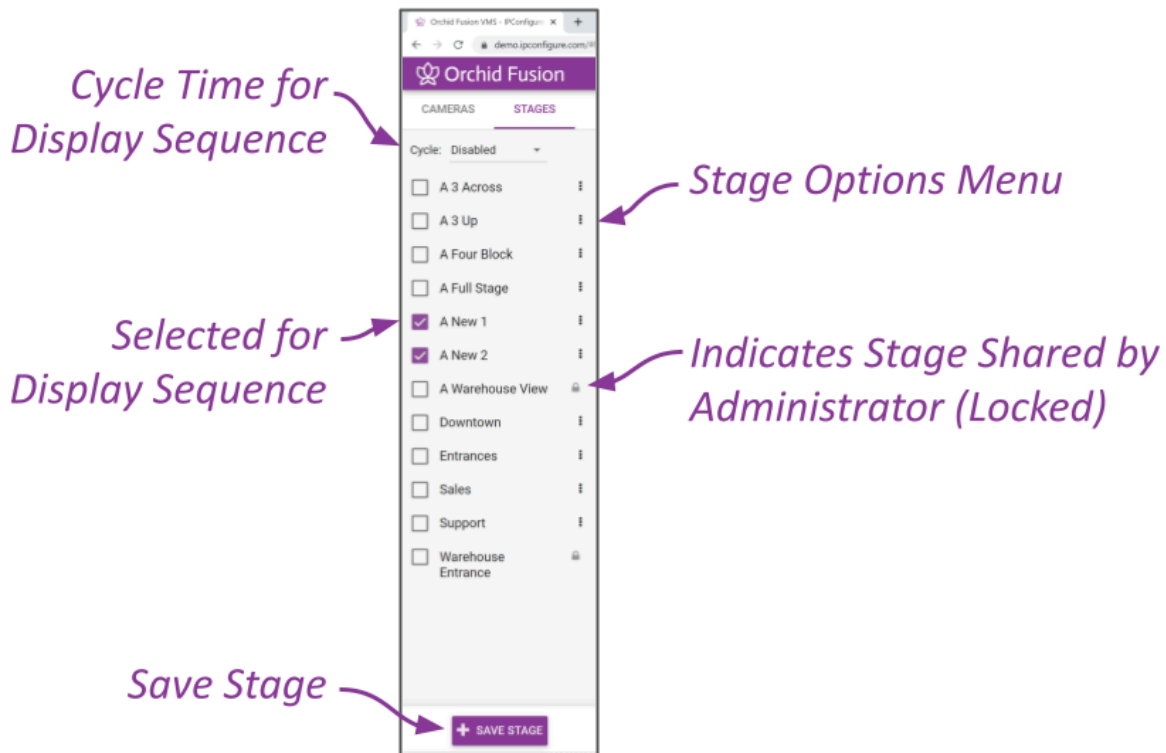 Orchid Fusion VMS - IPConfigure
demo.ipconfigure.com/
Orchid Fusion
CAMERAS STAGES
Cycle: Disabled
A 3 Across
A 3 Up
A Four Block
A Full Stage
A New 1
A New 2
A Warehouse View
Downtown
Entrances
Sales
Support
Warehouse
Entrance
+ SAVE STAGE
Cycle Time for
Display Sequence
Selected for
Display Sequence
Save Stage
Stage Options Menu
Indicates Stage Shared by
Administrator (Locked)